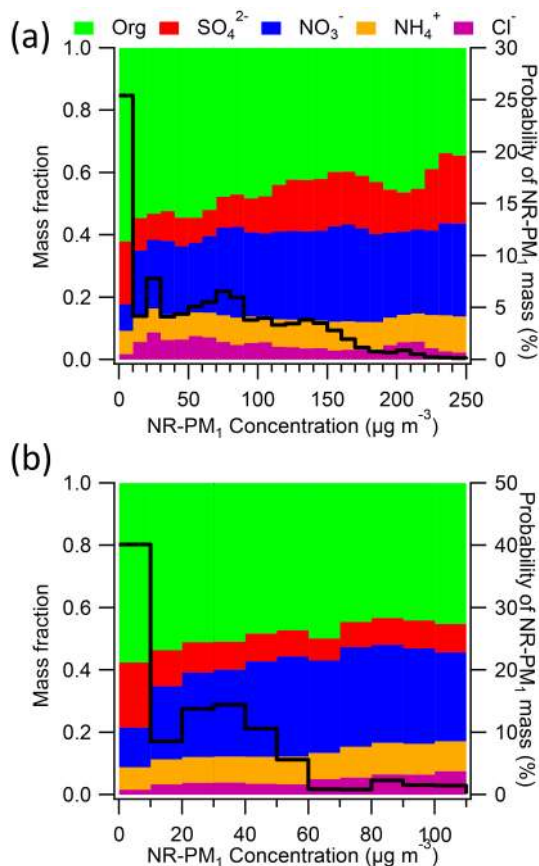 (a)
Org SO₄²⁻ NO₃⁻ NH₄⁺ Cl⁻
1.0
0.8
0.6
0.4
0.2
0.0
Mass fraction
30
25
20
15
10
5
0
Probability of NR-PM₁ mass (%)
0 50 100 150 200 250
NR-PM₁ Concentration (µg m⁻³)
(b)
1.0
0.8
0.6
0.4
0.2
0.0
Mass fraction
50
40
30
20
10
0
Probability of NR-PM₁ mass (%)
0 20 40 60 80 100
NR-PM₁ Concentration (µg m⁻³)